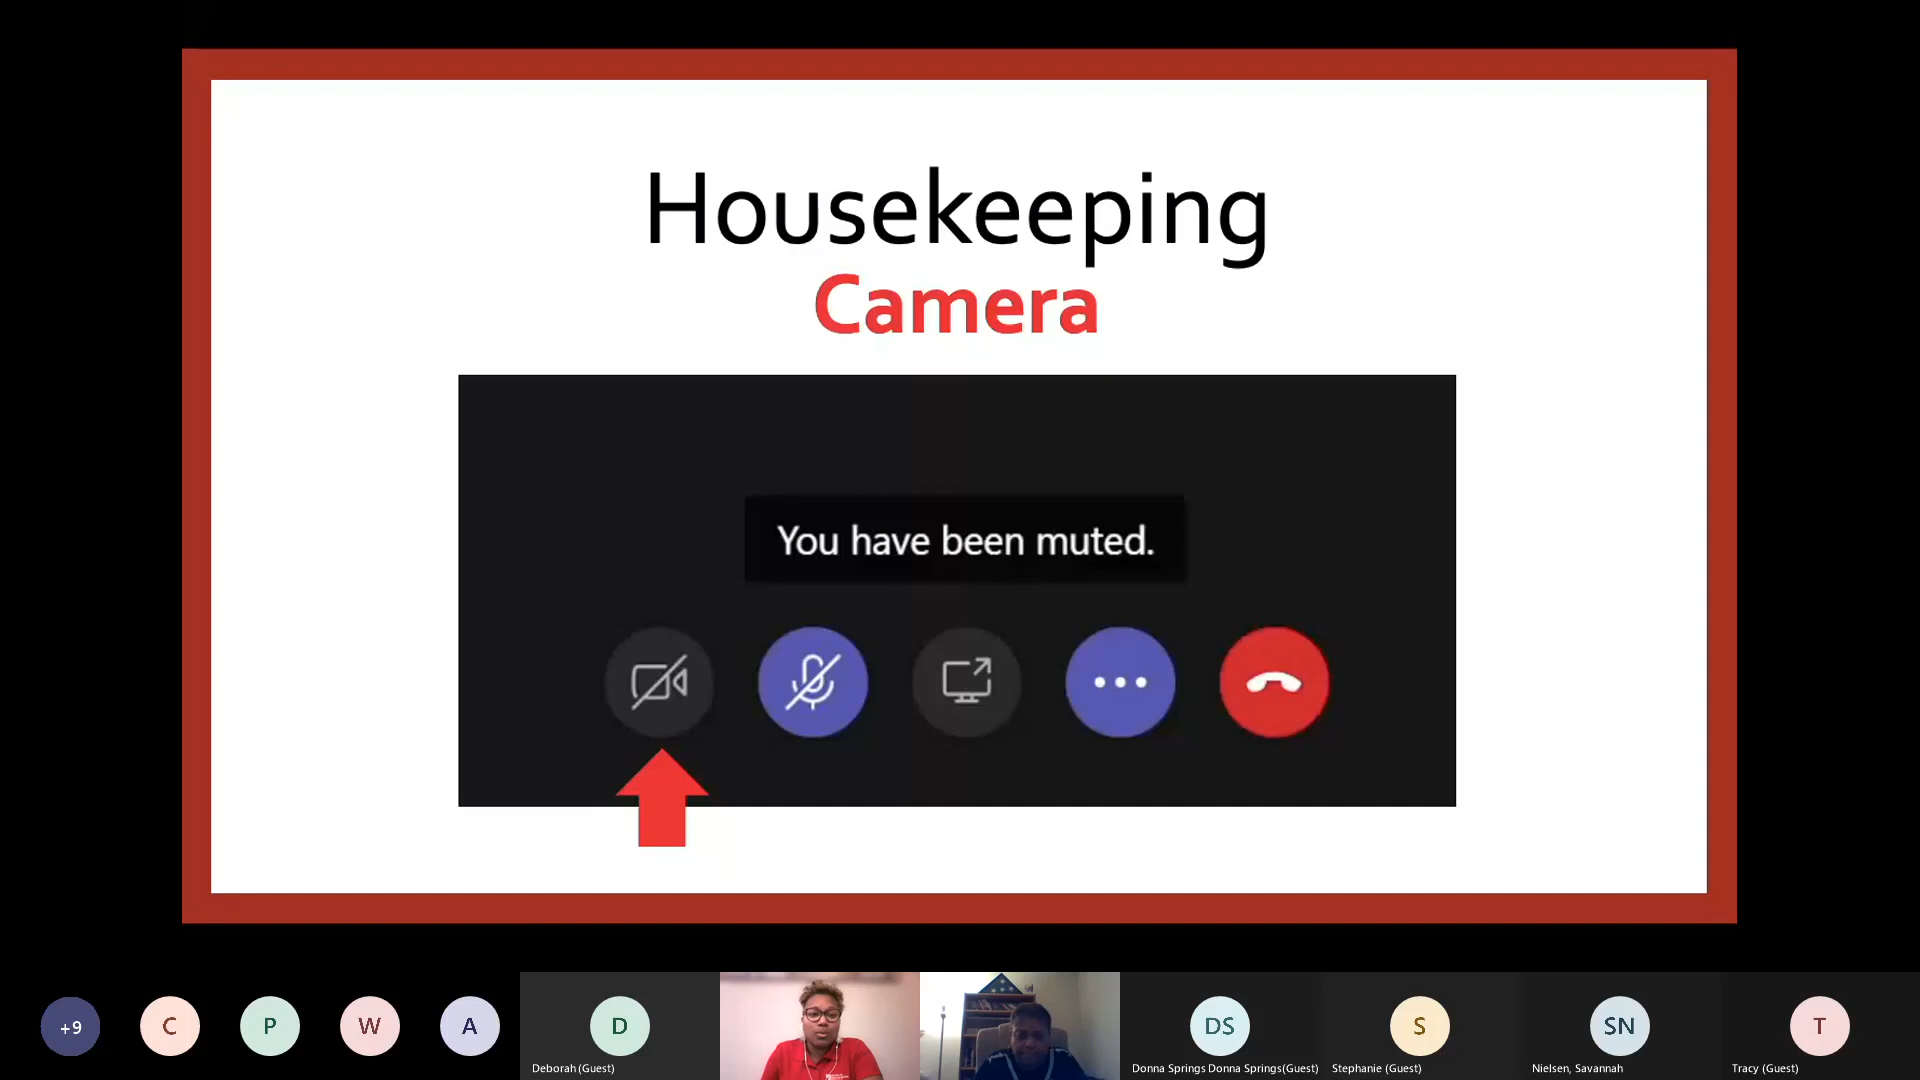 Housekeeping
Camera
You have been muted.
+9
C
P
W
A
D
DS
S
SN
T
Deborah (Guest)
Donna Springs Donna Springs(Guest)
Stephanie (Guest)
Nielsen, Savannah
Tracy (Guest)